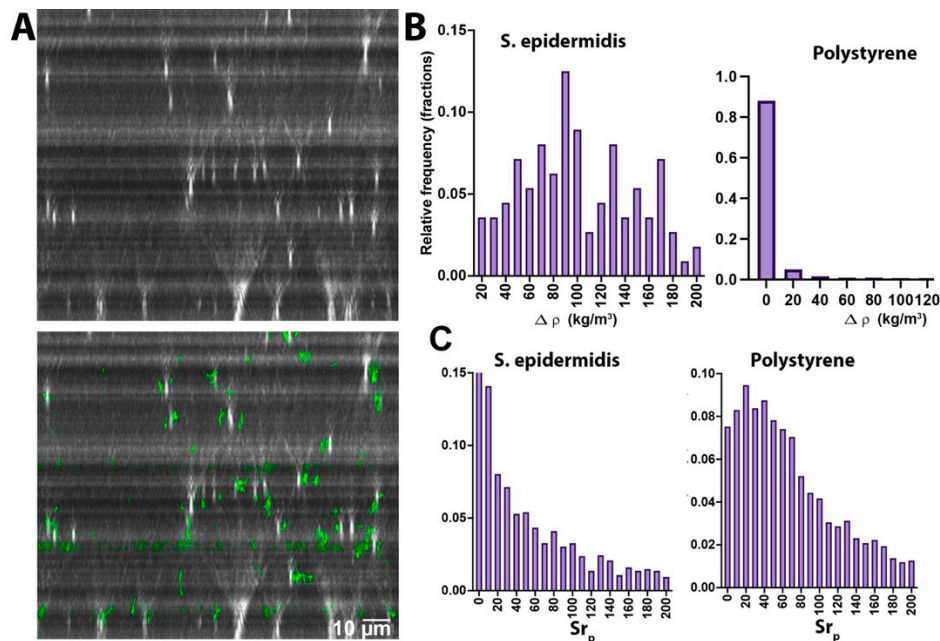 A
10 µm
B
S. epidermidis
Relative frequency (fractions)
0.15
0.10
0.05
0.00
20 40 60 80 100 120 140 160 180 200
Δ ρ (kg/m³)
Polystyrene
1.0
0.8
0.6
0.4
0.2
0.0
0 20 40 60 80 100 120
Δ ρ (kg/m³)
C
S. epidermidis
0.15
0.10
0.05
0.00
0 20 40 60 80 100 120 140 160 180 200
Srp
Polystyrene
0.10
0.08
0.06
0.04
0.02
0.00
0 20 40 60 80 100 120 140 160 180 200
Srp